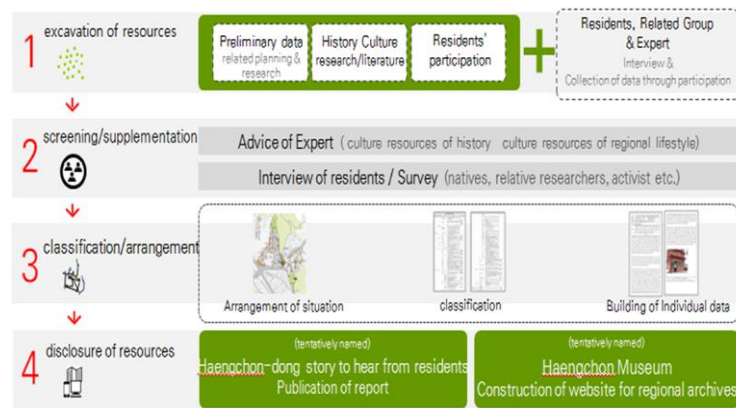 1
excavation of resources
Preliminary data
related planning &
research
History Culture
research/literature
Residents'
participation
+
Residents, Related Group
& Expert
Interview &
Collection of data through participation
2
screening/supplementation
Advice of Expert ( culture resources of history culture resources of regional lifestyle)
Interview of residents / Survey (natives, relative researchers, activist etc.)
3
classification/arrangement
Arrangement of situation
classification
Building of Individual data
4
disclosure of resources
(tentatively named)
Haengchon-dong story to hear from residents
Publication of report
(tentatively named)
Haengchon Museum
Construction of website for regional archives